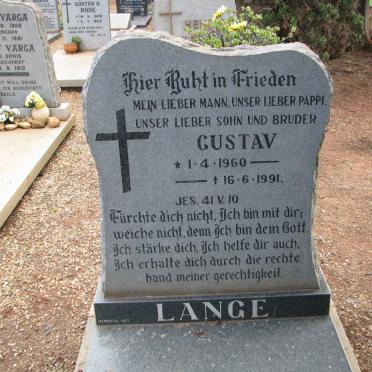 VARGA
GÜNTER H.
Hier Ruht in Frieden
MEIN LIEBER MANN, UNSER LIEBER PAPPI,
UNSER LIEBER SOHN UND BRUDER
GUSTAV
* 1-4-1960
† 16-6-1991.
JES. 41 V. 10
Fürchte dich nicht, Ich bin mit dir;
weiche nicht, denn Ich bin dein Gott.
Ich stärke dich, Ich helfe dir auch,
Ich erhalte dich durch die rechte
hand meiner gerechtigkeit.
LANGE